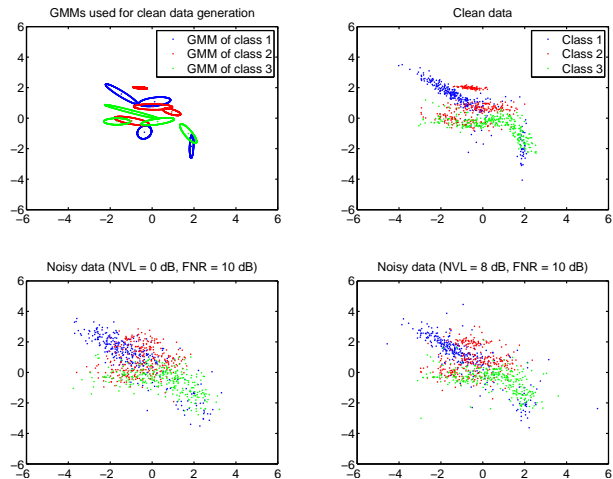 GMMs used for clean data generation
GMM of class 1
GMM of class 2
GMM of class 3
6
4
2
0
−2
−4
−6
−6 −4 −2 0 2 4 6
Clean data
Class 1
Class 2
Class 3
6
4
2
0
−2
−4
−6
−6 −4 −2 0 2 4 6
Noisy data (NVL = 0 dB, FNR = 10 dB)
6
4
2
0
−2
−4
−6
−6 −4 −2 0 2 4 6
Noisy data (NVL = 8 dB, FNR = 10 dB)
6
4
2
0
−2
−4
−6
−6 −4 −2 0 2 4 6